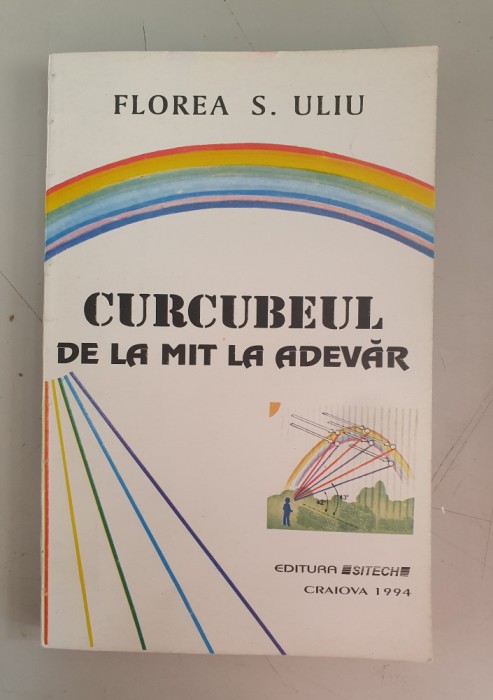 FLOREA S. ULIU
CURCUBEUL
DE LA MIT LA ADEVĂR
EDITURA SITECH
CRAIOVA 1994